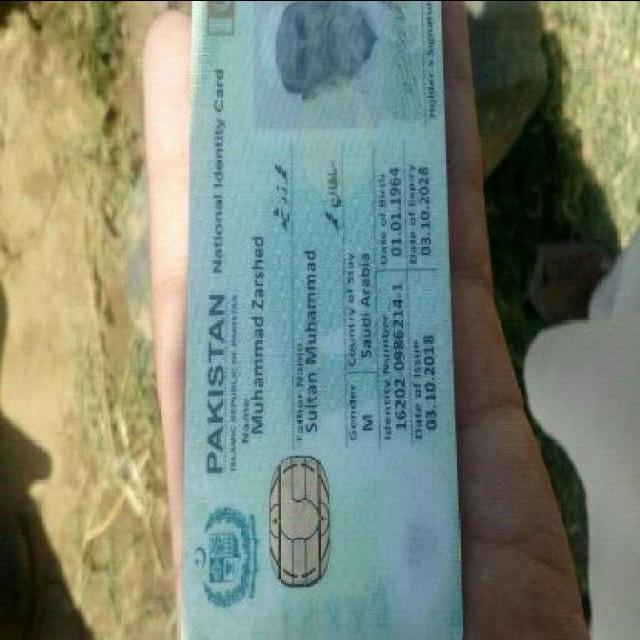 PAKISTAN National Identity Card
ISLAMIC REPUBLIC OF PAKISTAN
Name
Muhammad Zarshed
Father Name
Sultan Muhammad
سلطان محمد
Gender Country of Stay
M Saudi Arabia
Identity Number Date of Birth
16202-0986214-1 01.01.1964
Date of Issue Date of Expiry
03.10.2018 03.10.2028
Holder's Signature